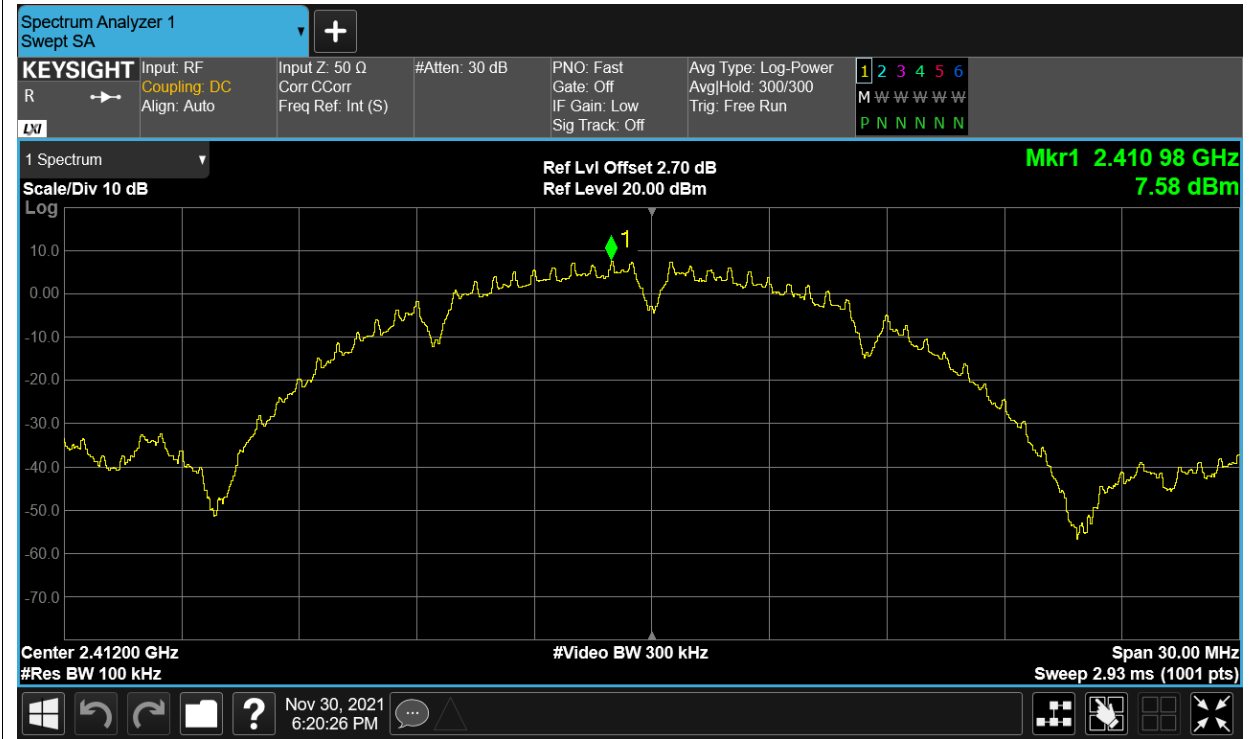 Spectrum Analyzer 1
Swept SA
KEYSIGHT
R
LXI
Input: RF
Coupling: DC
Align: Auto
Input Z: 50 Ω
Corr CCorr
Freq Ref: Int (S)
#Atten: 30 dB
PNO: Fast
Gate: Off
IF Gain: Low
Sig Track: Off
Avg Type: Log-Power
Avg|Hold: 300/300
Trig: Free Run
1 2 3 4 5 6
M W W W W W
P N N N N N
1 Spectrum
Scale/Div 10 dB
Log
Ref Lvl Offset 2.70 dB
Ref Level 20.00 dBm
Mkr1 2.410 98 GHz
7.58 dBm
1
10.0
0.00
-10.0
-20.0
-30.0
-40.0
-50.0
-60.0
-70.0
Center 2.41200 GHz
#Video BW 300 kHz
Span 30.00 MHz
#Res BW 100 kHz
Sweep 2.93 ms (1001 pts)
?
Nov 30, 2021
6:20:26 PM